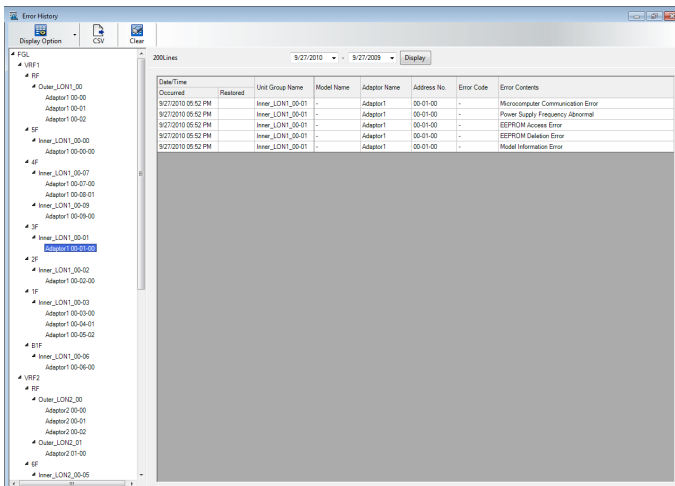 Error History
Display Option CSV Clear
FGL
VRF1
RF
Outer_LON1_00
Adaptor1 00-00
Adaptor1 00-01
Adaptor1 00-02
5F
Inner_LON1_00-00
Adaptor1 00-00-00
4F
Inner_LON1_00-07
Adaptor1 00-07-00
Adaptor1 00-08-01
Inner_LON1_00-09
Adaptor1 00-09-00
3F
Inner_LON1_00-01
Adaptor1 00-01-00
2F
Inner_LON1_00-02
Adaptor1 00-02-00
1F
Inner_LON1_00-03
Adaptor1 00-03-00
Adaptor1 00-04-01
Adaptor1 00-05-02
B1F
Inner_LON1_00-06
Adaptor1 00-06-00
VRF2
RF
Outer_LON2_00
Adaptor2 00-00
Adaptor2 00-01
Adaptor2 00-02
Outer_LON2_01
Adaptor2 01-00
6F
Inner_LON2_00-05
200Lines 9/27/2010 - 9/27/2009 Display
Date/Time Unit Group Name Model Name Adaptor Name Address No. Error Code Error Contents
Occurred Restored
9/27/2010 05:52 PM Inner_LON1_00-01 - Adaptor1 00-01-00 - Microcomputer Communication Error
9/27/2010 05:52 PM Inner_LON1_00-01 - Adaptor1 00-01-00 - Power Supply Frequency Abnormal
9/27/2010 05:52 PM Inner_LON1_00-01 - Adaptor1 00-01-00 - EEPROM Access Error
9/27/2010 05:52 PM Inner_LON1_00-01 - Adaptor1 00-01-00 - EEPROM Deletion Error
9/27/2010 05:52 PM Inner_LON1_00-01 - Adaptor1 00-01-00 - Model Information Error